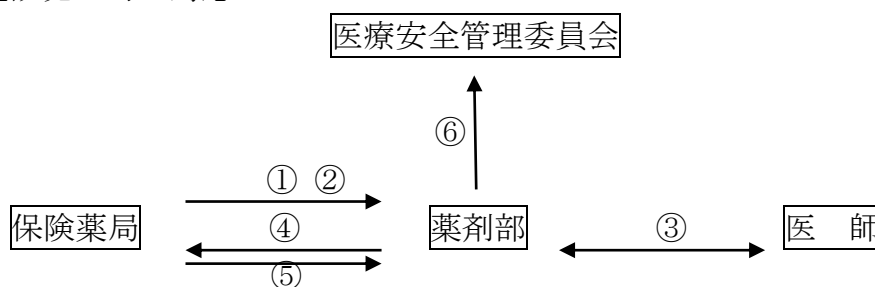 医療安全管理委員会
⑥
① ②
保険薬局
④
薬剤部
③
医 師
⑤